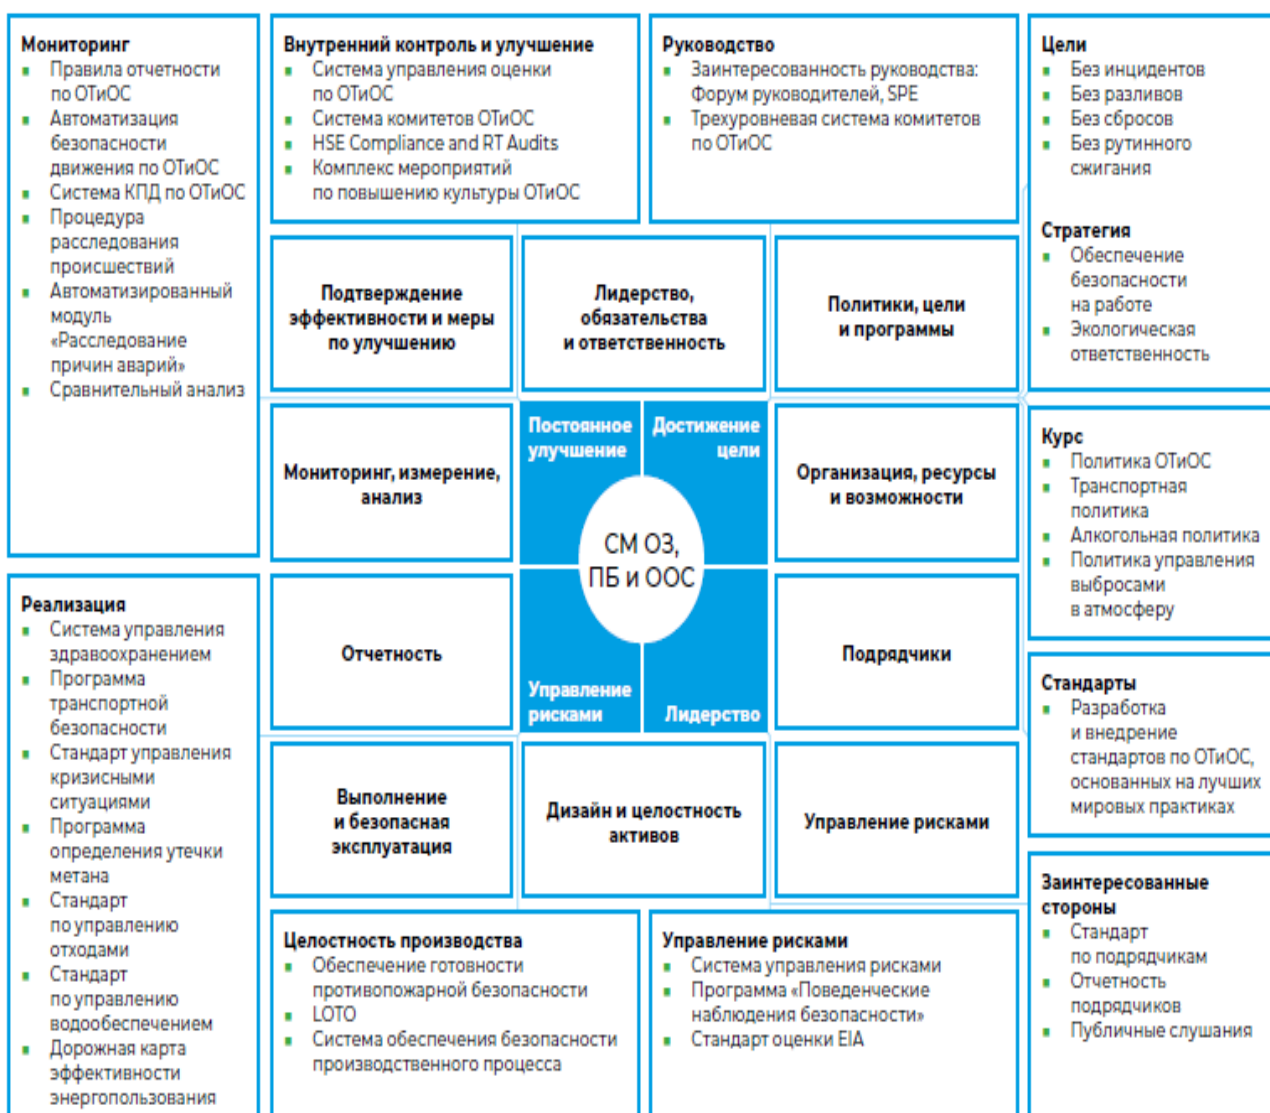 Мониторинг
▪ Правила отчетности
по ОТиОС
▪ Автоматизация
безопасности
движения по ОТиОС
▪ Система КПД по ОТиОС
▪ Процедура
расследования
происшествий
▪ Автоматизированный
модуль
«Расследование
причин аварий»
▪ Сравнительный анализ
Внутренний контроль и улучшение
▪ Система управления оценки
по ОТиОС
▪ Система комитетов ОТиОС
▪ HSE Compliance and RT Audits
▪ Комплекс мероприятий
по повышению культуры ОТиОС
Руководство
▪ Заинтересованность руководства:
Форум руководителей, SPE
▪ Трехуровневая система комитетов
по ОТиОС
Цели
▪ Без инцидентов
▪ Без разливов
▪ Без сбросов
▪ Без рутинного
сжигания
Стратегия
▪ Обеспечение
безопасности
на работе
▪ Экологическая
ответственность
Подтверждение
эффективности и меры
по улучшению
Лидерство,
обязательства
и ответственность
Политики, цели
и программы
Мониторинг, измерение,
анализ
Постоянное
улучшение
Достижение
цели
Организация, ресурсы
и возможности
СМ ОЗ,
ПБ и ООС
Курс
▪ Политика ОТиОС
▪ Транспортная
политика
▪ Алкогольная политика
▪ Политика управления
выбросами
в атмосферу
Реализация
▪ Система управления
здравоохранением
▪ Программа
транспортной
безопасности
▪ Стандарт управления
кризисными
ситуациями
▪ Программа
определения утечки
метана
▪ Стандарт
по управлению
отходами
▪ Стандарт
по управлению
водообеспечением
▪ Дорожная карта
эффективности
энергопользования
Отчетность
Управление
рисками
Лидерство
Подрядчики
Стандарты
▪ Разработка
и внедрение
стандартов по ОТиОС,
основанных на лучших
мировых практиках
Выполнение
и безопасная
эксплуатация
Дизайн и целостность
активов
Управление рисками
Целостность производства
▪ Обеспечение готовности
противопожарной безопасности
▪ LOTO
▪ Система обеспечения безопасности
производственного процесса
Управление рисками
▪ Система управления рисками
▪ Программа «Поведенческие
наблюдения безопасности»
▪ Стандарт оценки EIA
Заинтересованные
стороны
▪ Стандарт
по подрядчикам
▪ Отчетность
подрядчиков
▪ Публичные слушания